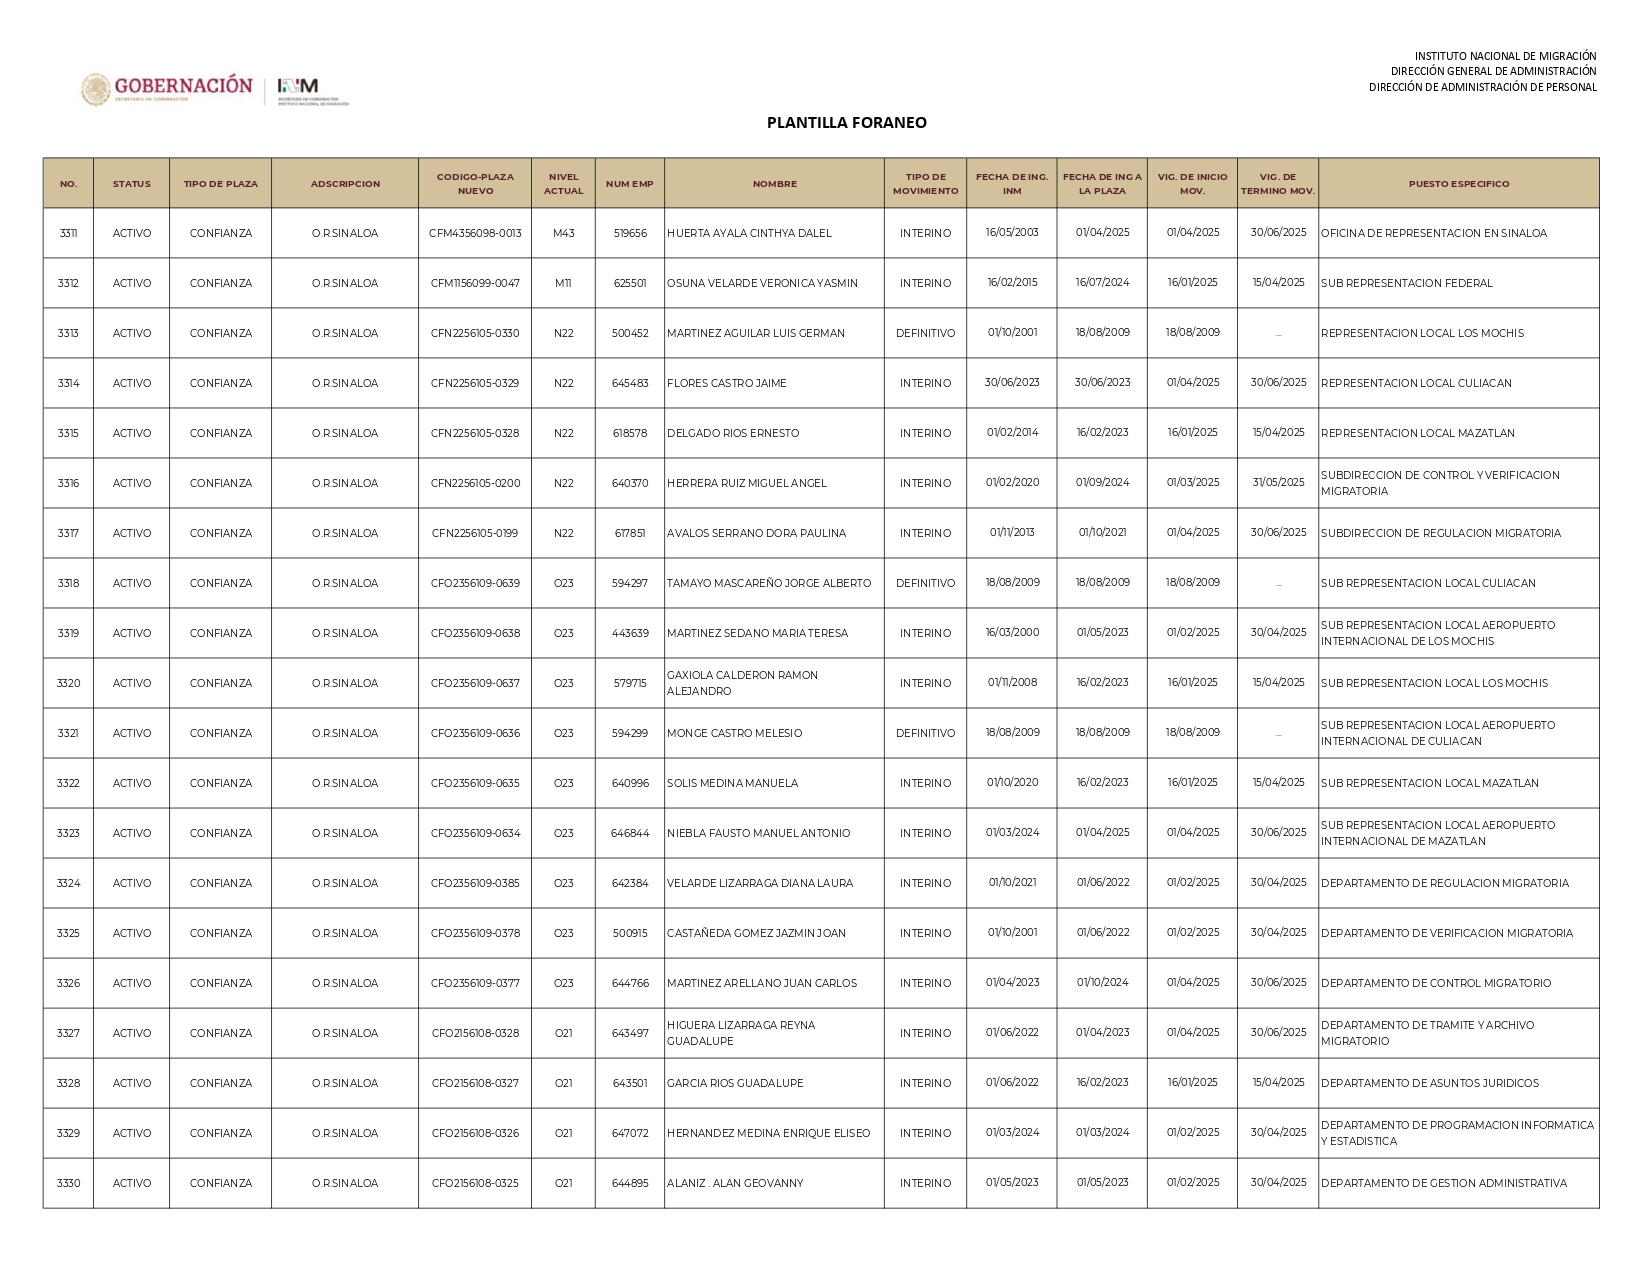 INSTITUTO NACIONAL DE MIGRACIÓN
DIRECCIÓN GENERAL DE ADMINISTRACIÓN
DIRECCIÓN DE ADMINISTRACIÓN DE PERSONAL
GOBERNACIÓN
SECRETARÍA DE GOBERNACIÓN
INM
SECRETARÍA DE GOBERNACIÓN
INSTITUTO NACIONAL DE MIGRACIÓN
PLANTILLA FORANEO
NO. STATUS TIPO DE PLAZA ADSCRIPCION CODIGO-PLAZA NUEVO NIVEL ACTUAL NUM EMP NOMBRE TIPO DE MOVIMIENTO FECHA DE ING. INM FECHA DE ING A LA PLAZA VIG. DE INICIO MOV. VIG. DE TERMINO MOV. PUESTO ESPECIFICO
3311 ACTIVO CONFIANZA O.R.SINALOA CFM4356098-0013 M43 519656 HUERTA AYALA CINTHYA DALEL INTERINO 16/05/2003 01/04/2025 01/04/2025 30/06/2025 OFICINA DE REPRESENTACION EN SINALOA
3312 ACTIVO CONFIANZA O.R.SINALOA CFM1156099-0047 M11 625501 OSUNA VELARDE VERONICA YASMIN INTERINO 16/02/2015 16/07/2024 16/01/2025 15/04/2025 SUB REPRESENTACION FEDERAL
3313 ACTIVO CONFIANZA O.R.SINALOA CFN2256105-0330 N22 500452 MARTINEZ AGUILAR LUIS GERMAN DEFINITIVO 01/10/2001 18/08/2009 18/08/2009 ... REPRESENTACION LOCAL LOS MOCHIS
3314 ACTIVO CONFIANZA O.R.SINALOA CFN2256105-0329 N22 645483 FLORES CASTRO JAIME INTERINO 30/06/2023 30/06/2023 01/04/2025 30/06/2025 REPRESENTACION LOCAL CULIACAN
3315 ACTIVO CONFIANZA O.R.SINALOA CFN2256105-0328 N22 618578 DELGADO RIOS ERNESTO INTERINO 01/02/2014 16/02/2023 16/01/2025 15/04/2025 REPRESENTACION LOCAL MAZATLAN
3316 ACTIVO CONFIANZA O.R.SINALOA CFN2256105-0200 N22 640370 HERRERA RUIZ MIGUEL ANGEL INTERINO 01/02/2020 01/09/2024 01/03/2025 31/05/2025 SUBDIRECCION DE CONTROL Y VERIFICACION MIGRATORIA
3317 ACTIVO CONFIANZA O.R.SINALOA CFN2256105-0199 N22 617851 AVALOS SERRANO DORA PAULINA INTERINO 01/11/2013 01/10/2021 01/04/2025 30/06/2025 SUBDIRECCION DE REGULACION MIGRATORIA
3318 ACTIVO CONFIANZA O.R.SINALOA CFO2356109-0639 O23 594297 TAMAYO MASCAREÑO JORGE ALBERTO DEFINITIVO 18/08/2009 18/08/2009 18/08/2009 ... SUB REPRESENTACION LOCAL CULIACAN
3319 ACTIVO CONFIANZA O.R.SINALOA CFO2356109-0638 O23 443639 MARTINEZ SEDANO MARIA TERESA INTERINO 16/03/2000 01/05/2023 01/02/2025 30/04/2025 SUB REPRESENTACION LOCAL AEROPUERTO INTERNACIONAL DE LOS MOCHIS
3320 ACTIVO CONFIANZA O.R.SINALOA CFO2356109-0637 O23 579715 GAXIOLA CALDERON RAMON ALEJANDRO INTERINO 01/11/2008 16/02/2023 16/01/2025 15/04/2025 SUB REPRESENTACION LOCAL LOS MOCHIS
3321 ACTIVO CONFIANZA O.R.SINALOA CFO2356109-0636 O23 594299 MONGE CASTRO MELESIO DEFINITIVO 18/08/2009 18/08/2009 18/08/2009 ... SUB REPRESENTACION LOCAL AEROPUERTO INTERNACIONAL DE CULIACAN
3322 ACTIVO CONFIANZA O.R.SINALOA CFO2356109-0635 O23 640996 SOLIS MEDINA MANUELA INTERINO 01/10/2020 16/02/2023 16/01/2025 15/04/2025 SUB REPRESENTACION LOCAL MAZATLAN
3323 ACTIVO CONFIANZA O.R.SINALOA CFO2356109-0634 O23 646844 NIEBLA FAUSTO MANUEL ANTONIO INTERINO 01/03/2024 01/04/2025 01/04/2025 30/06/2025 SUB REPRESENTACION LOCAL AEROPUERTO INTERNACIONAL DE MAZATLAN
3324 ACTIVO CONFIANZA O.R.SINALOA CFO2356109-0385 O23 642384 VELARDE LIZARRAGA DIANA LAURA INTERINO 01/10/2021 01/06/2022 01/02/2025 30/04/2025 DEPARTAMENTO DE REGULACION MIGRATORIA
3325 ACTIVO CONFIANZA O.R.SINALOA CFO2356109-0378 O23 500915 CASTAÑEDA GOMEZ JAZMIN JOAN INTERINO 01/10/2001 01/06/2022 01/02/2025 30/04/2025 DEPARTAMENTO DE VERIFICACION MIGRATORIA
3326 ACTIVO CONFIANZA O.R.SINALOA CFO2356109-0377 O23 644766 MARTINEZ ARELLANO JUAN CARLOS INTERINO 01/04/2023 01/10/2024 01/04/2025 30/06/2025 DEPARTAMENTO DE CONTROL MIGRATORIO
3327 ACTIVO CONFIANZA O.R.SINALOA CFO2156108-0328 O21 643497 HIGUERA LIZARRAGA REYNA GUADALUPE INTERINO 01/06/2022 01/04/2023 01/04/2025 30/06/2025 DEPARTAMENTO DE TRAMITE Y ARCHIVO MIGRATORIO
3328 ACTIVO CONFIANZA O.R.SINALOA CFO2156108-0327 O21 643501 GARCIA RIOS GUADALUPE INTERINO 01/06/2022 16/02/2023 16/01/2025 15/04/2025 DEPARTAMENTO DE ASUNTOS JURIDICOS
3329 ACTIVO CONFIANZA O.R.SINALOA CFO2156108-0326 O21 647072 HERNANDEZ MEDINA ENRIQUE ELISEO INTERINO 01/03/2024 01/03/2024 01/02/2025 30/04/2025 DEPARTAMENTO DE PROGRAMACION INFORMATICA Y ESTADISTICA
3330 ACTIVO CONFIANZA O.R.SINALOA CFO2156108-0325 O21 644895 ALANIZ . ALAN GEOVANNY INTERINO 01/05/2023 01/05/2023 01/02/2025 30/04/2025 DEPARTAMENTO DE GESTION ADMINISTRATIVA